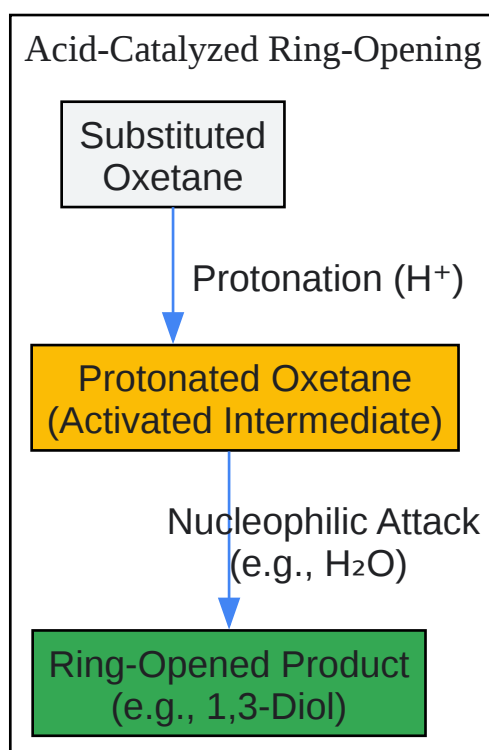 Acid-Catalyzed Ring-Opening
Substituted
Oxetane
Protonation (H⁺)
Protonated Oxetane
(Activated Intermediate)
Nucleophilic Attack
(e.g., H₂O)
Ring-Opened Product
(e.g., 1,3-Diol)